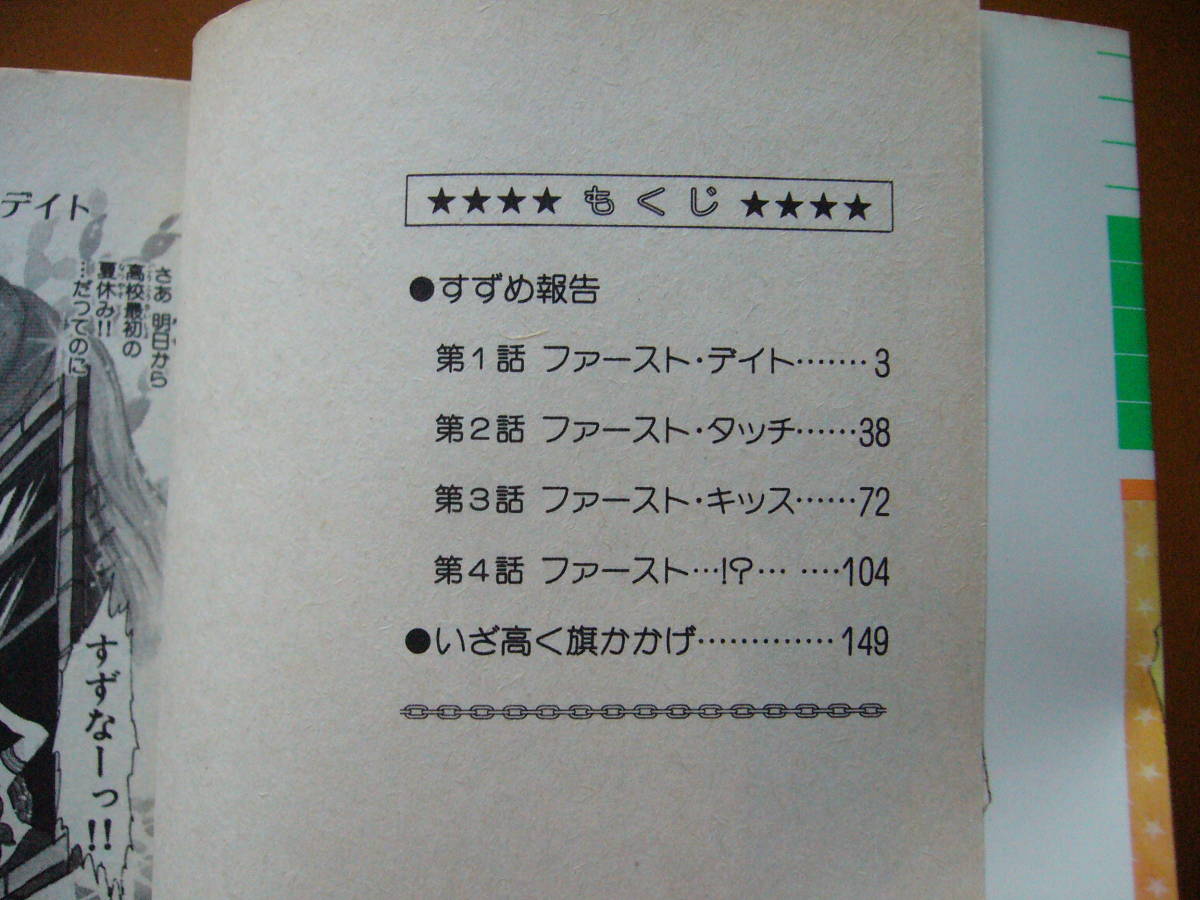 ★★★★ もくじ ★★★★
●すずめ報告
第1話 ファースト・デイト……‥3
第2話 ファースト・タッチ……38
第3話 ファースト・キッス……72
第4話 ファースト…!?… ‥‥104
●いざ高く旗かかげ…………‥149
デイト
さあ 明日から
高校最初の
夏休み!!
…だってのに
すずなーっ!!